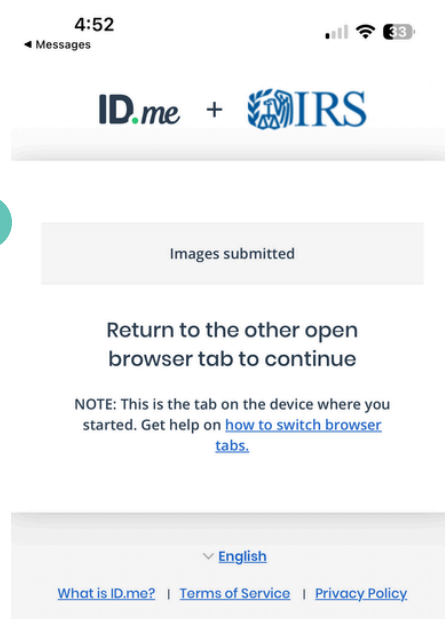 4:52
◀ Messages
33
ID.me + IRS
Images submitted
Return to the other open
browser tab to continue
NOTE: This is the tab on the device where you
started. Get help on how to switch browser
tabs.
English
What is ID.me? | Terms of Service | Privacy Policy